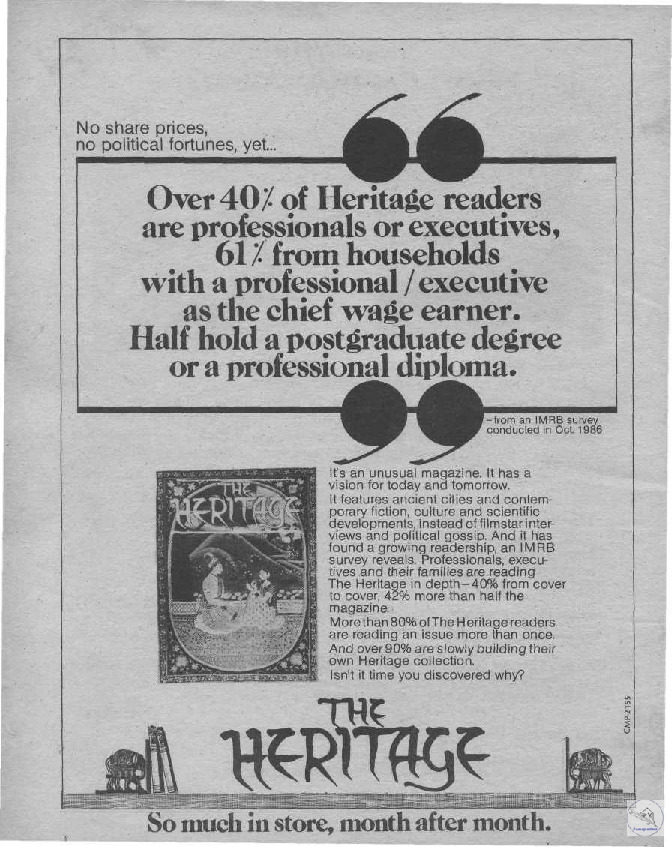 No share prices,
no political fortunes, yet...
Over 40% of Heritage readers
are professionals or executives,
61% from households
with a professional / executive
as the chief wage earner.
Half hold a postgraduate degree
or a professional diploma.
–from an IMRB survey
conducted in Oct. 1986
THE
HERITAGE
It's an unusual magazine. It has a
vision for today and tomorrow.
It features ancient cities and contem-
porary fiction, culture and scientific
developments, instead of filmstar inter-
views and political gossip. And it has
found a growing readership, an IMRB
survey reveals. Professionals, execu-
tives and their families are reading
The Heritage in depth–40% from cover
to cover, 42% more than half the
magazine.
More than 80% of The Heritage readers
are reading an issue more than once.
And over 90% are slowly building their
own Heritage collection.
Isn't it time you discovered why?
THE
HERITAGE
CMP-2155
So much in store, month after month.